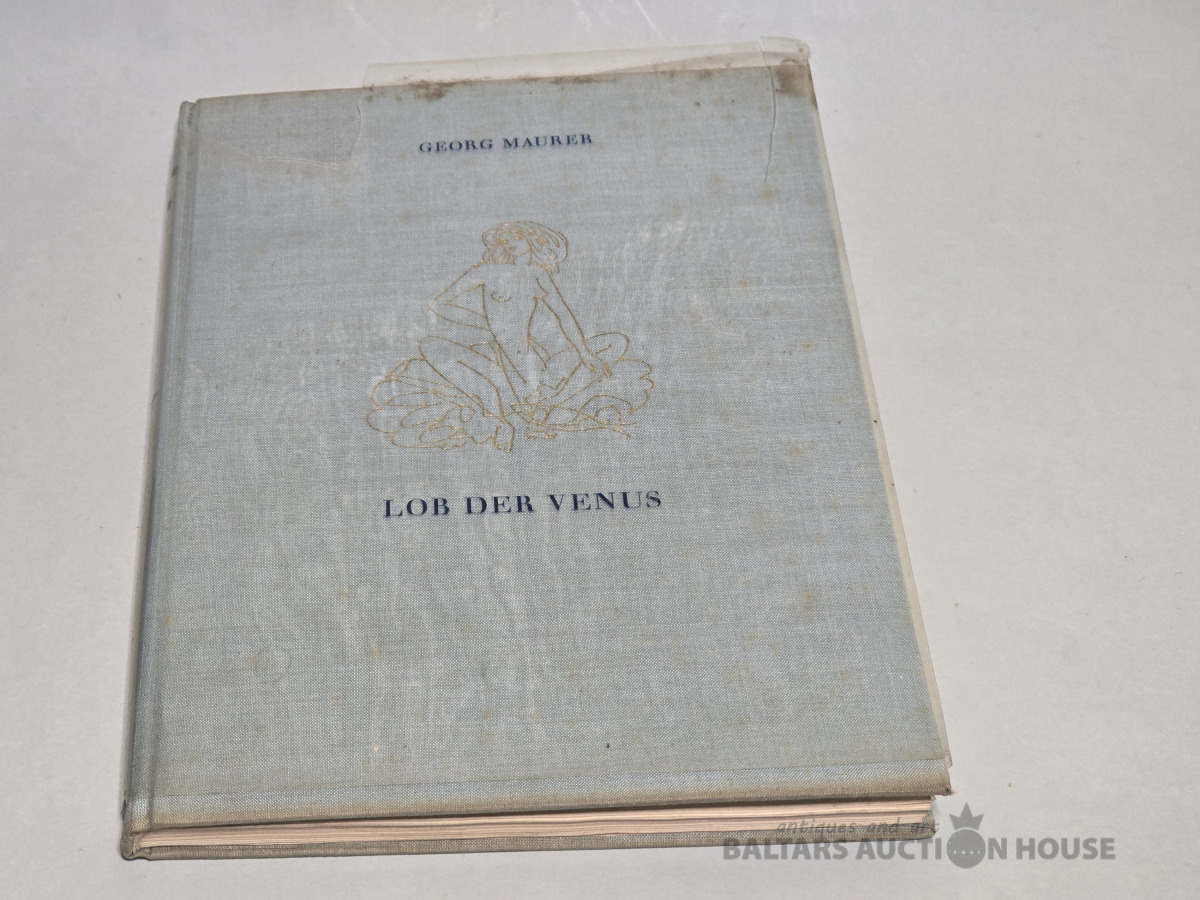 GEORG MAURER
LOB DER VENUS
antiques and art
BALTARS AUCTION HOUSE